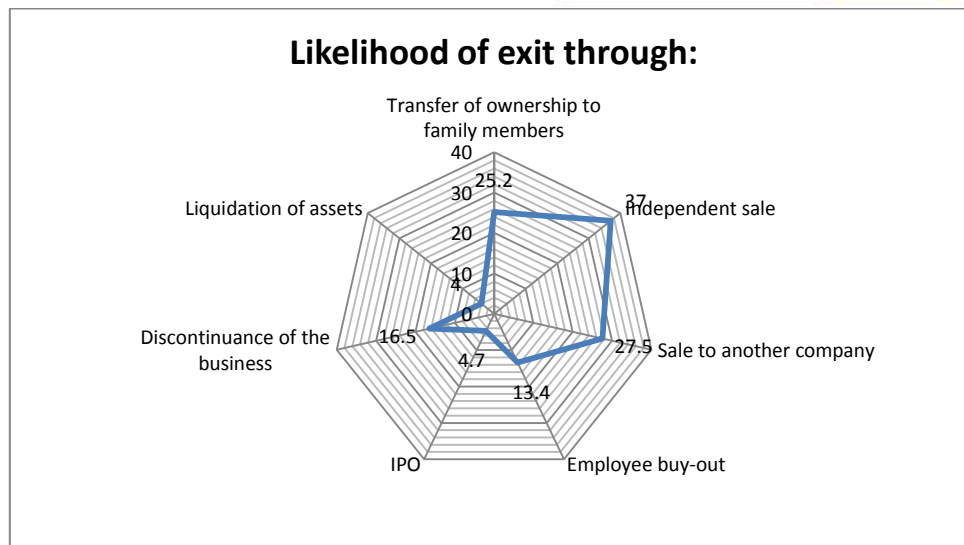 Likelihood of exit through:
Transfer of ownership to
family members
40
25.2
30
37
Independent sale
Liquidation of assets
20
10
4
0
Discontinuance of the
business
16.5
27.5
Sale to another company
4.7
13.4
IPO
Employee buy-out